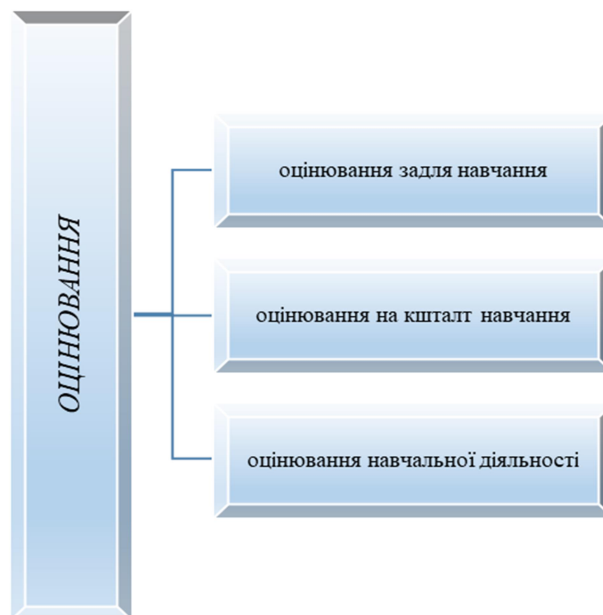 ОЦІНЮВАННЯ
оцінювання задля навчання
оцінювання на кшталт навчання
оцінювання навчальної діяльності